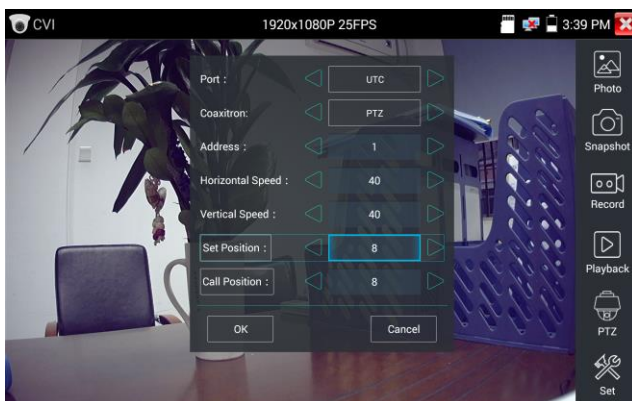 CVI 1920x1080P 25FPS 3:39 PM
Port : UTC
Coaxitron: PTZ
Address : 1
Horizontal Speed : 40
Vertical Speed : 40
Set Position : 8
Call Position : 8
OK Cancel
Photo
Snapshot
Record
Playback
PTZ
Set